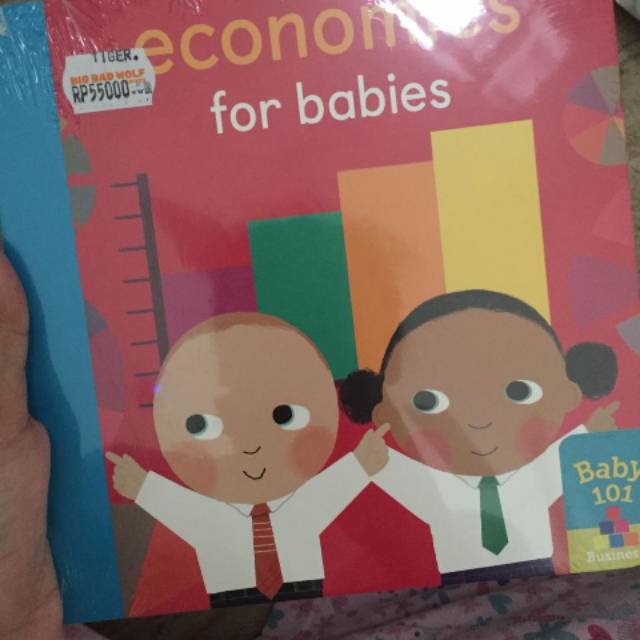 economics
for babies
TIGER.
BIG BAD WOLF
RP55000
Baby
101
Business